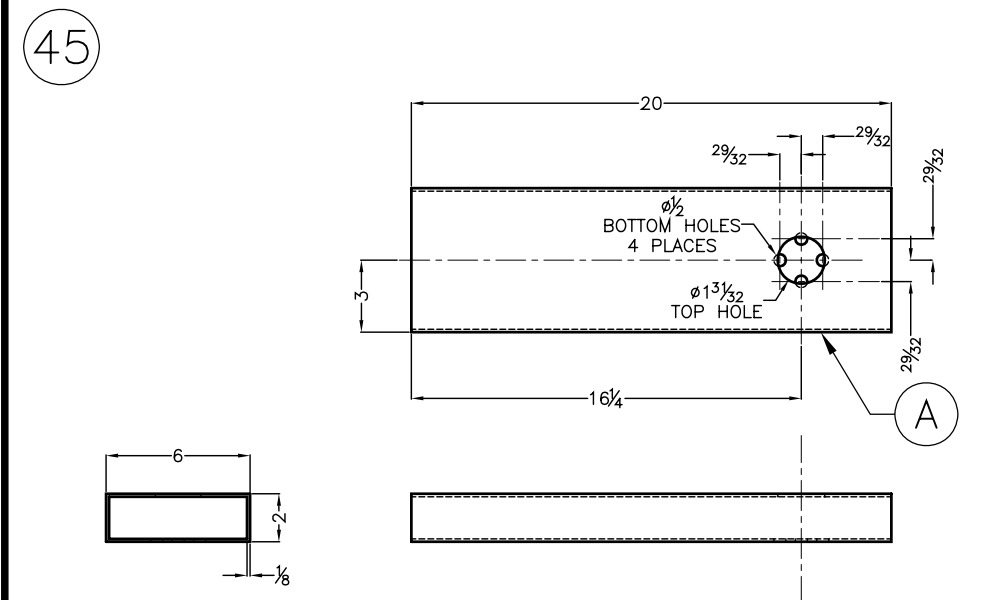 45
20
29/32
29/32
29/32
ø1/2
BOTTOM HOLES
4 PLACES
3
ø1 31/32
TOP HOLE
29/32
16 1/4
A
6
2
1/8